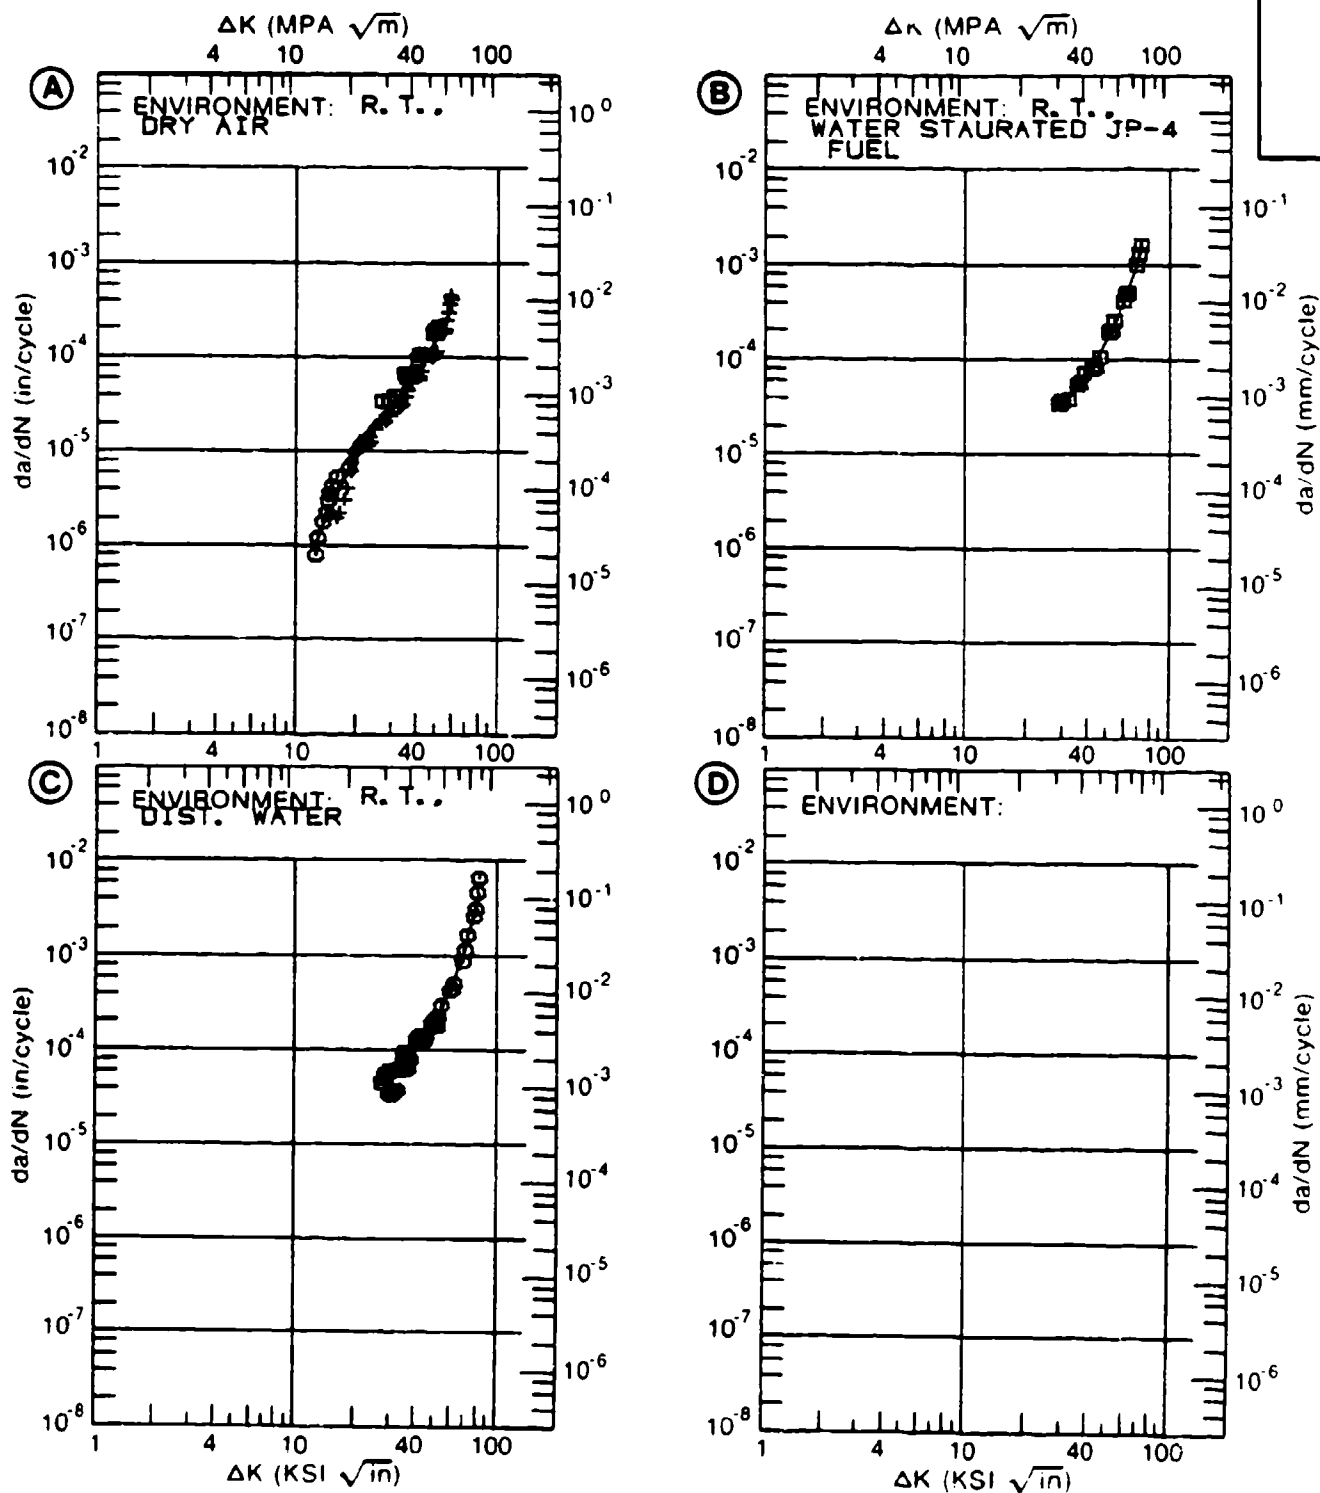 ΔK (MPA √m)
4 10 40 100
A
ENVIRONMENT: R. T.,
DRY AIR
10⁰
10⁻²
10⁻¹
10⁻³
10⁻²
10⁻⁴
10⁻³
10⁻⁵
10⁻⁴
10⁻⁶
10⁻⁵
10⁻⁷
10⁻⁶
10⁻⁸
da/dN (in/cycle)
1 4 10 40 100
ΔK (MPA √m)
4 10 40 100
B
ENVIRONMENT: R. T.,
WATER STAURATED JP-4
FUEL
10⁻²
10⁻¹
10⁻³
10⁻²
10⁻⁴
10⁻³
10⁻⁵
10⁻⁴
10⁻⁶
10⁻⁵
10⁻⁷
10⁻⁶
10⁻⁸
da/dN (mm/cycle)
1 4 10 40 100
C
ENVIRONMENT: R. T.,
DIST. WATER
10⁰
10⁻²
10⁻¹
10⁻³
10⁻²
10⁻⁴
10⁻³
10⁻⁵
10⁻⁴
10⁻⁶
10⁻⁵
10⁻⁷
10⁻⁶
10⁻⁸
da/dN (in/cycle)
1 4 10 40 100
ΔK (KSI √in)
D
ENVIRONMENT:
10⁰
10⁻²
10⁻¹
10⁻³
10⁻²
10⁻⁴
10⁻³
10⁻⁵
10⁻⁴
10⁻⁶
10⁻⁵
10⁻⁷
10⁻⁶
10⁻⁸
da/dN (mm/cycle)
1 4 10 40 100
ΔK (KSI √in)